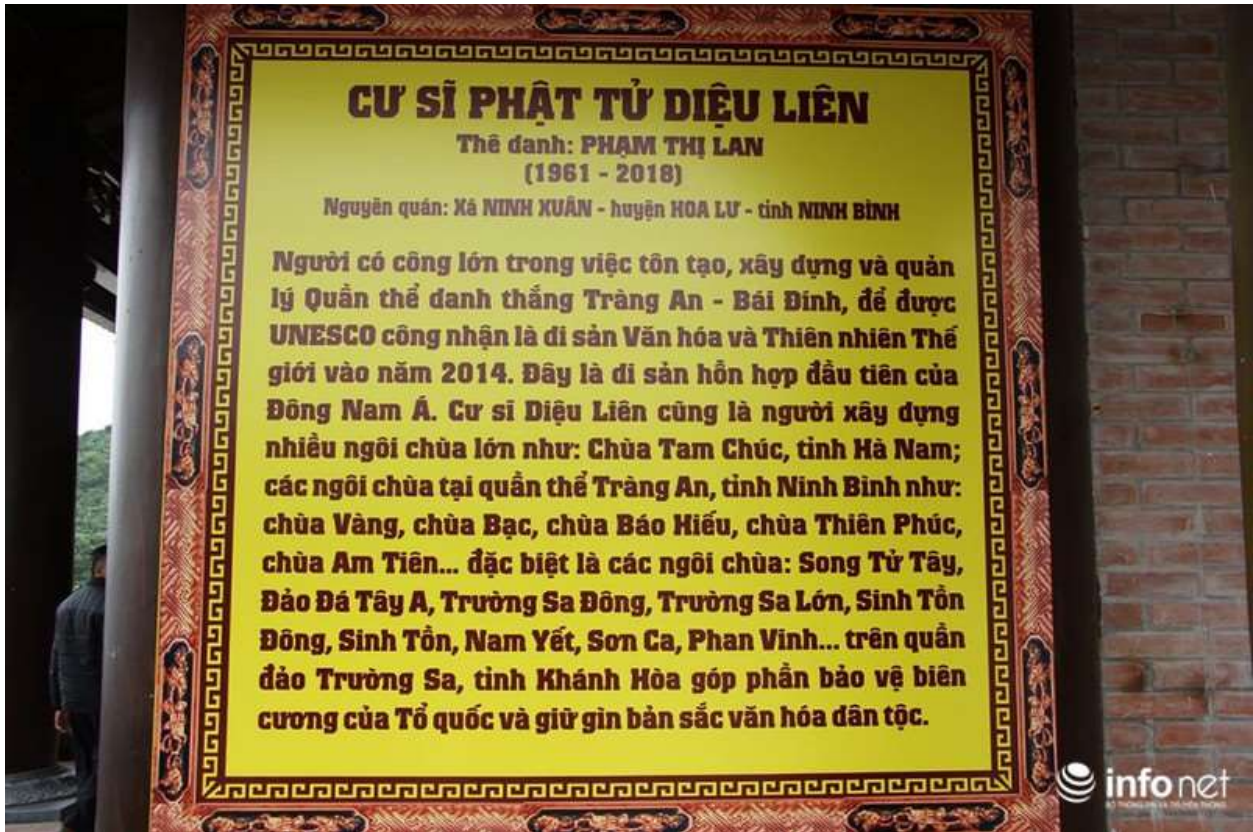 CƯ SĨ PHẬT TỬ DIỆU LIÊN
Thế danh: PHẠM THỊ LAN
(1961 - 2018)
Nguyên quán: Xã NINH XUÂN - huyện HOA LƯ - tỉnh NINH BÌNH
Người có công lớn trong việc tôn tạo, xây dựng và quản
lý Quần thể danh thắng Tràng An - Bái Đính, để được
UNESCO công nhận là di sản Văn hóa và Thiên nhiên Thế
giới vào năm 2014. Đây là di sản hỗn hợp đầu tiên của
Đông Nam Á. Cư sĩ Diệu Liên cũng là người xây dựng
nhiều ngôi chùa lớn như: Chùa Tam Chúc, tỉnh Hà Nam;
các ngôi chùa tại quần thể Tràng An, tỉnh Ninh Bình như:
chùa Vàng, chùa Bạc, chùa Báo Hiếu, chùa Thiên Phúc,
chùa Am Tiên... đặc biệt là các ngôi chùa: Song Tử Tây,
Đảo Đá Tây A, Trường Sa Đông, Trường Sa Lớn, Sinh Tồn
Đông, Sinh Tồn, Nam Yết, Sơn Ca, Phan Vinh... trên quần
đảo Trường Sa, tỉnh Khánh Hòa góp phần bảo vệ biên
cương của Tổ quốc và giữ gìn bản sắc văn hóa dân tộc.
infonet
BỘ THÔNG TIN VÀ TRUYỀN THÔNG